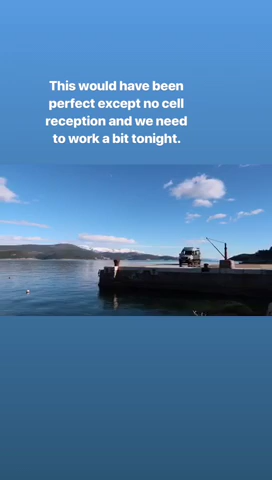 This would have been
perfect except no cell
reception and we need
to work a bit tonight.